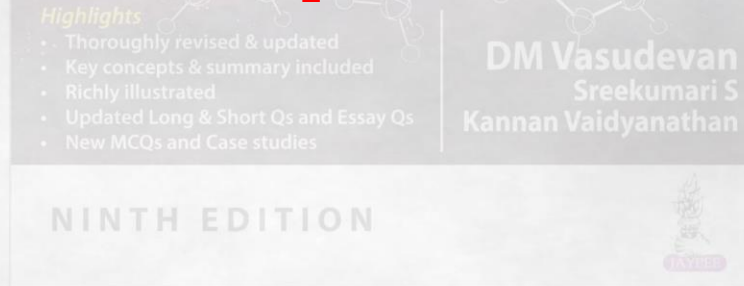 Highlights
• Thoroughly revised & updated
• Key concepts & summary included
• Richly illustrated
• Updated Long & Short Qs and Essay Qs
• New MCQs and Case studies
DM Vasudevan
Sreekumari S
Kannan Vaidyanathan
NINTH EDITION
JAYPEE